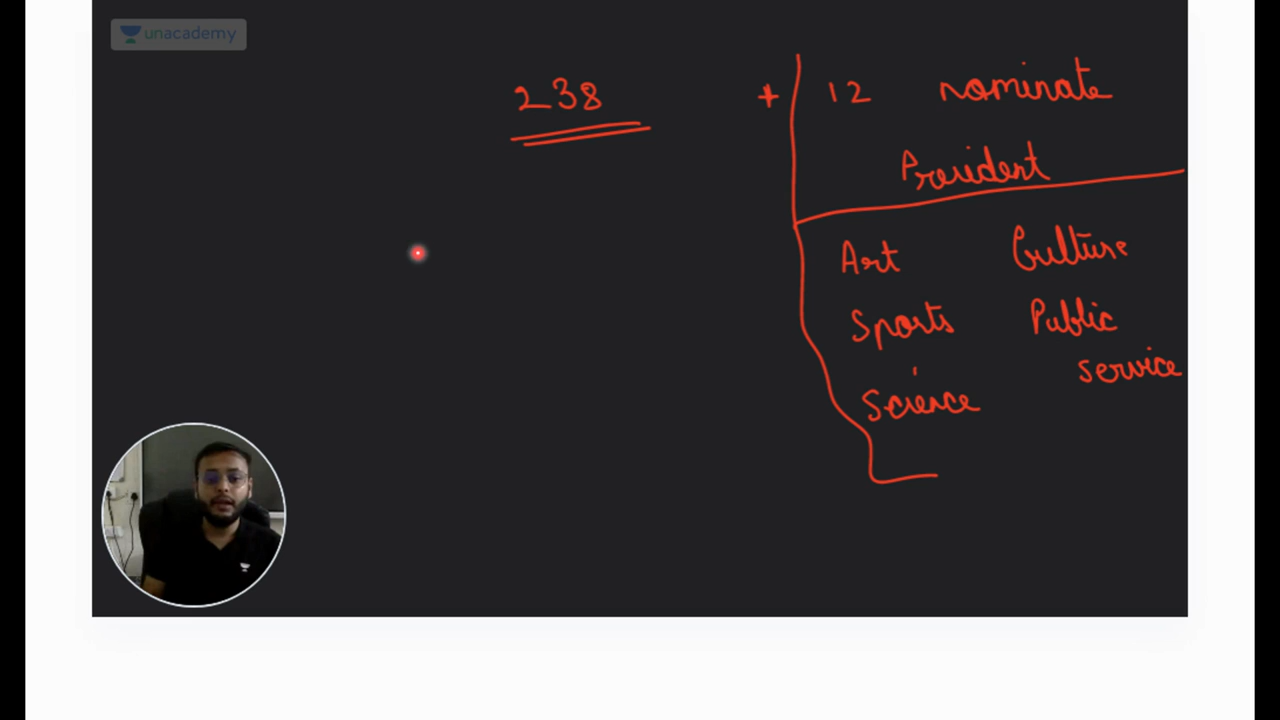 unacademy
238 + 12 nominate
President
Art Culture
Sports Public
service
Science